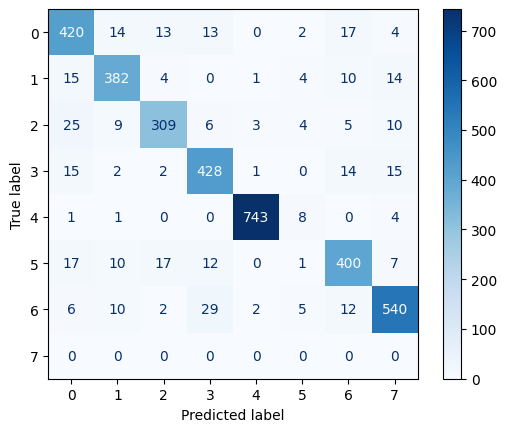 0 420 14 13 13 0 2 17 4
1 15 382 4 0 1 4 10 14
2 25 9 309 6 3 4 5 10
3 15 2 2 428 1 0 14 15
4 1 1 0 0 743 8 0 4
5 17 10 17 12 0 1 400 7
6 6 10 2 29 2 5 12 540
7 0 0 0 0 0 0 0 0
0 1 2 3 4 5 6 7
Predicted label
True label
700
600
500
400
300
200
100
0